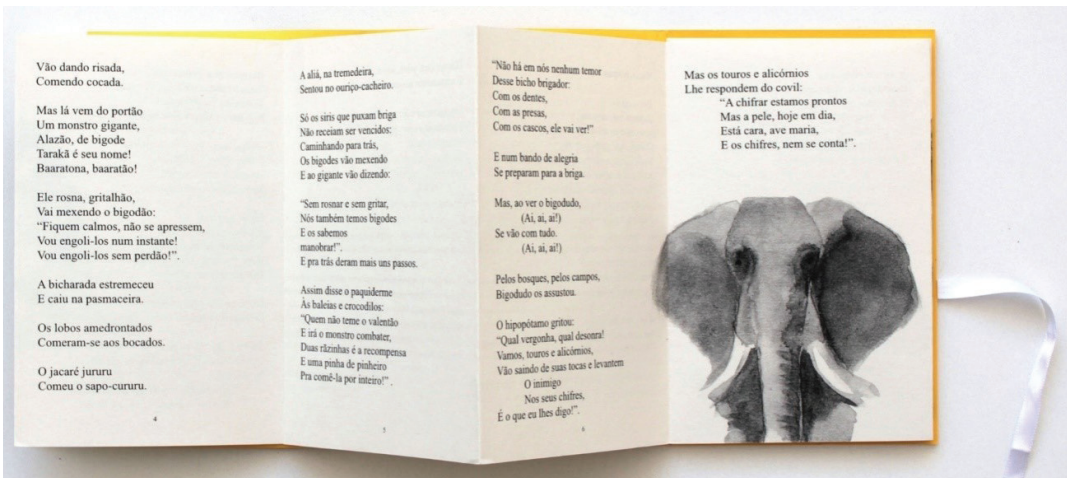 Vão dando risada,
Comendo cocada.
Mas lá vem do portão
Um monstro gigante,
Alazão, de bigode
Tarakã é seu nome!
Baaratona, baaratão!
Ele rosna, gritalhão,
Vai mexendo o bigodão:
“Fiquem calmos, não se apressem,
Vou engoli-los num instante!
Vou engoli-los sem perdão!”.
A bicharada estremeceu
E caiu na pasmaceira.
Os lobos amedrontados
Comeram-se aos bocados.
O jacaré jururu
Comeu o sapo-cururu.
4
A aliá, na tremedeira,
Sentou no ouriço-cacheiro.
Só os siris que puxam briga
Não receiam ser vencidos:
Caminhando para trás,
Os bigodes vão mexendo
E ao gigante vão dizendo:
“Sem rosnar e sem gritar,
Nós também temos bigodes
E os sabemos
manobrar!”.
E pra trás deram mais uns passos.
Assim disse o paquiderme
Às baleias e crocodilos:
“Quem não teme o valentão
E irá o monstro combater,
Duas rãzinhas é a recompensa
E uma pinha de pinheiro
Pra comê-la por inteiro!”.
5
“Não há em nós nenhum temor
Desse bicho brigador:
Com os dentes,
Com as presas,
Com os cascos, ele vai ver!”
E num bando de alegria
Se preparam para a briga.
Mas, ao ver o bigodudo,
(Ai, ai, ai!)
Se vão com tudo.
(Ai, ai, ai!)
Pelos bosques, pelos campos,
Bigodudo os assustou.
O hipopótamo gritou:
“Qual vergonha, qual desonra!
Vamos, touros e alicórnios,
Vão saindo de suas tocas e levantem
O inimigo
Nos seus chifres,
É o que eu lhes digo!”.
6
Mas os touros e alicórnios
Lhe respondem do covil:
“A chifrar estamos prontos
Mas a pele, hoje em dia,
Está cara, ave maria,
E os chifres, nem se conta!”.